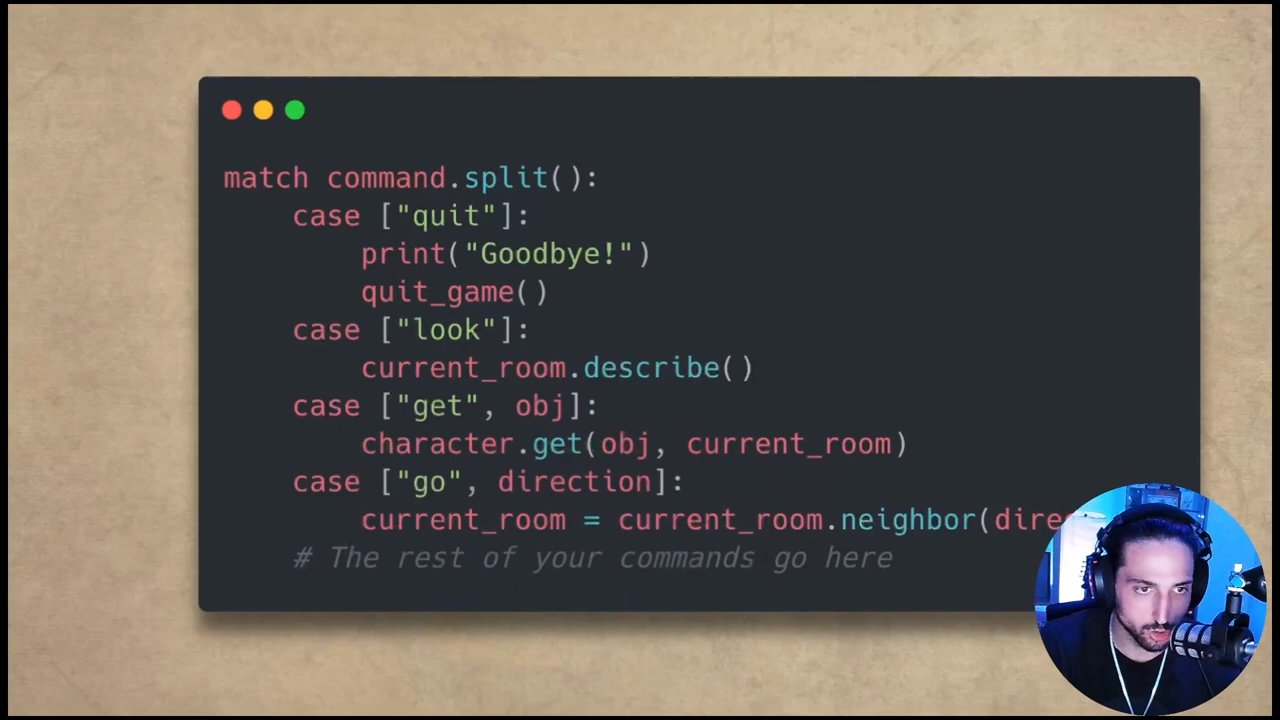 match command.split():
    case ["quit"]:
        print("Goodbye!")
        quit_game()
    case ["look"]:
        current_room.describe()
    case ["get", obj]:
        character.get(obj, current_room)
    case ["go", direction]:
        current_room = current_room.neighbor(direc
    # The rest of your commands go here